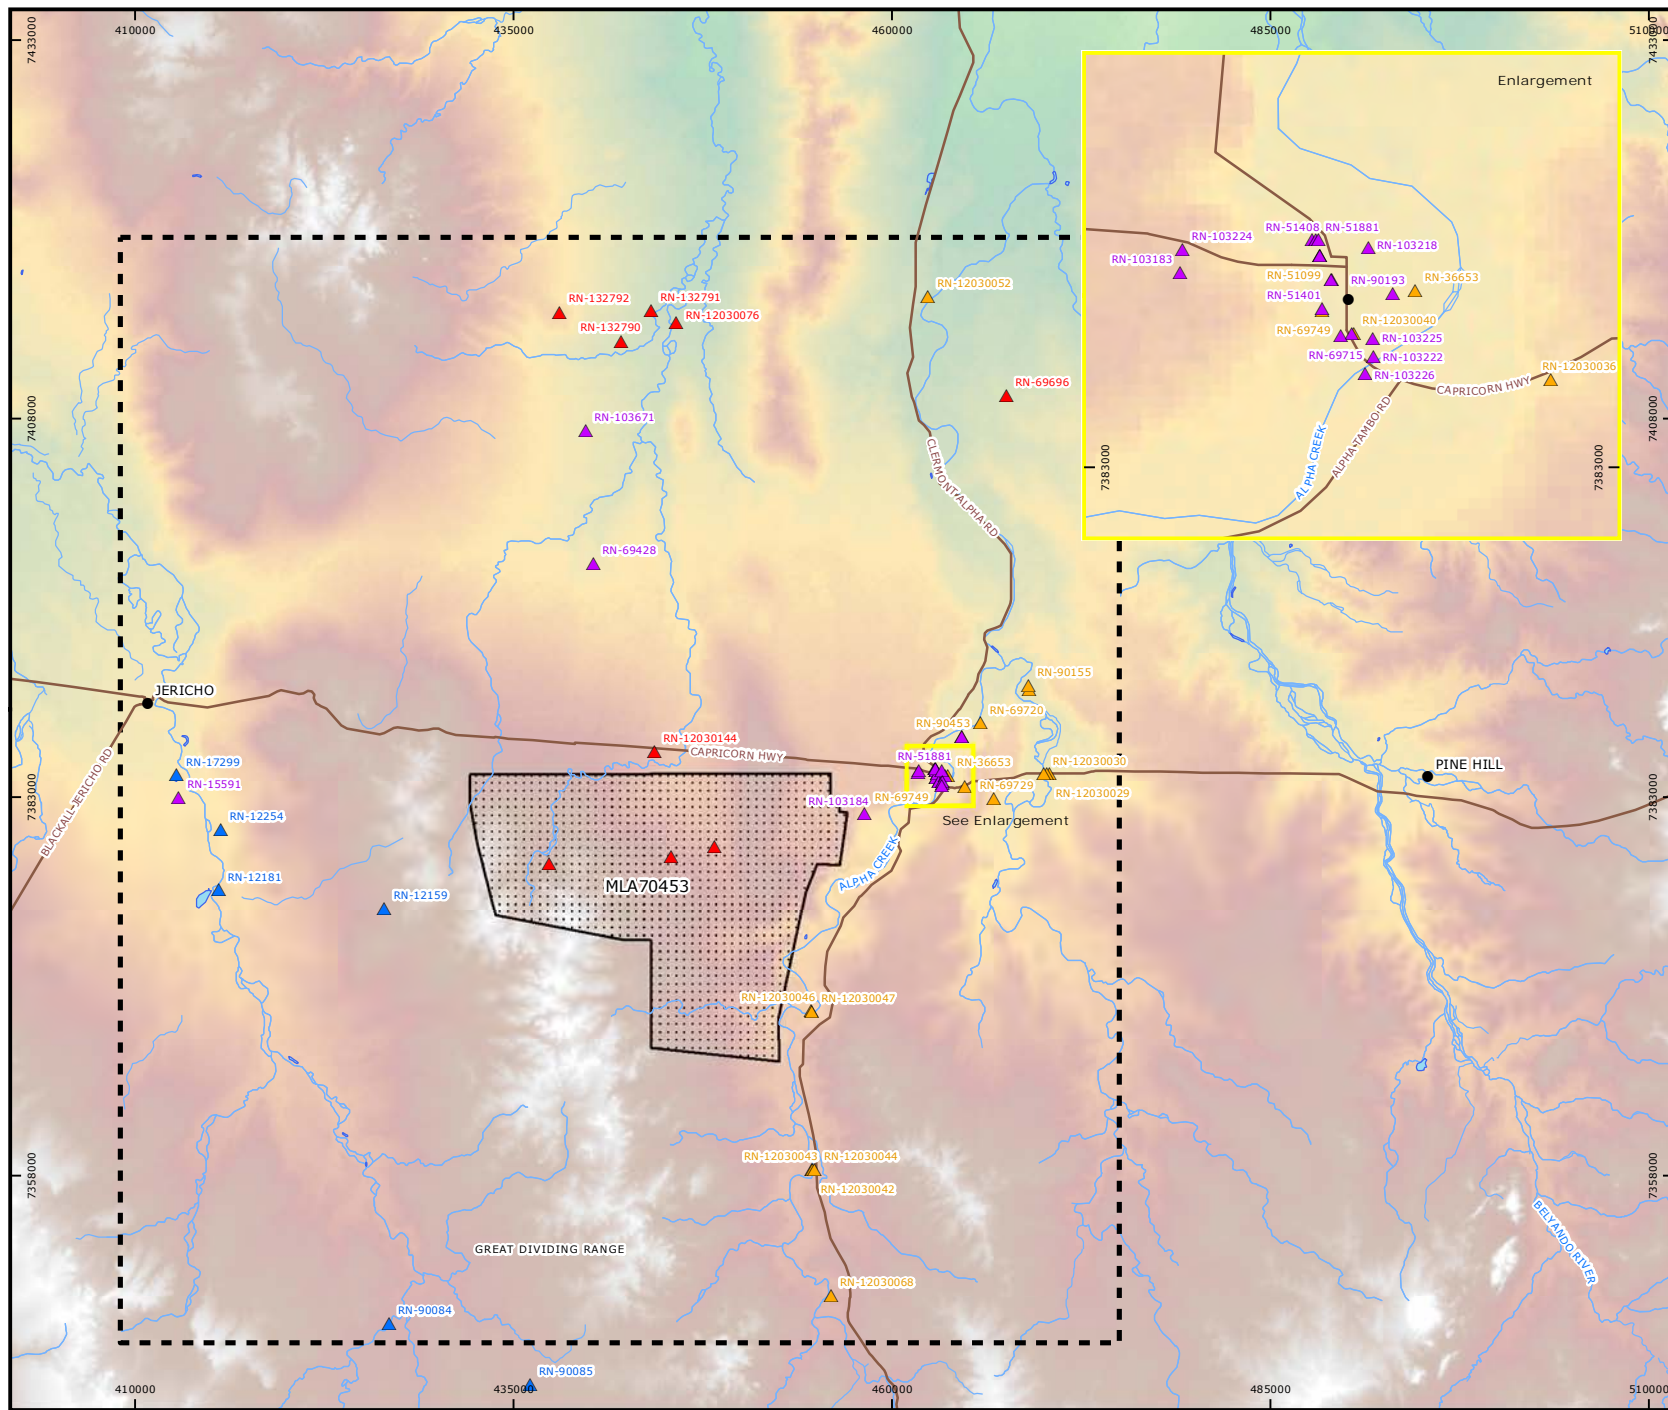 410000
435000
460000
485000
510000
7433000
7433000
Enlargement
RN-51408
RN-51881
RN-103224
RN-103218
RN-103183
RN-51099
RN-90193
RN-36653
RN-51401
RN-12030040
RN-69749
RN-103225
RN-69715
RN-103222
RN-12030036
RN-103226
CAPRICORN HWY
ALPHA-TAMBO RD
ALPHA CREEK
7383000
7383000
RN-12030052
RN-132792
RN-132791
RN-12030076
RN-132790
RN-69696
7408000
7408000
RN-103671
CLERMONT-ALPHA RD
RN-69428
RN-90155
JERICHO
RN-69720
RN-90453
RN-12030144
CAPRICORN HWY
RN-51881
RN-36653
RN-12030030
RN-17299
PINE HILL
RN-15591
RN-69729
RN-12030029
RN-69749
RN-103184
7383000
7383000
BLACKALL-JERICHO RD
See Enlargement
RN-12254
ALPHA CREEK
RN-12181
MLA70453
RN-12159
RN-12030046
RN-12030047
RN-12030043
RN-12030044
7358000
7358000
RN-12030042
BELYANDO RIVER
GREAT DIVIDING RANGE
RN-12030068
RN-90084
RN-90085
410000
435000
460000
485000
510000